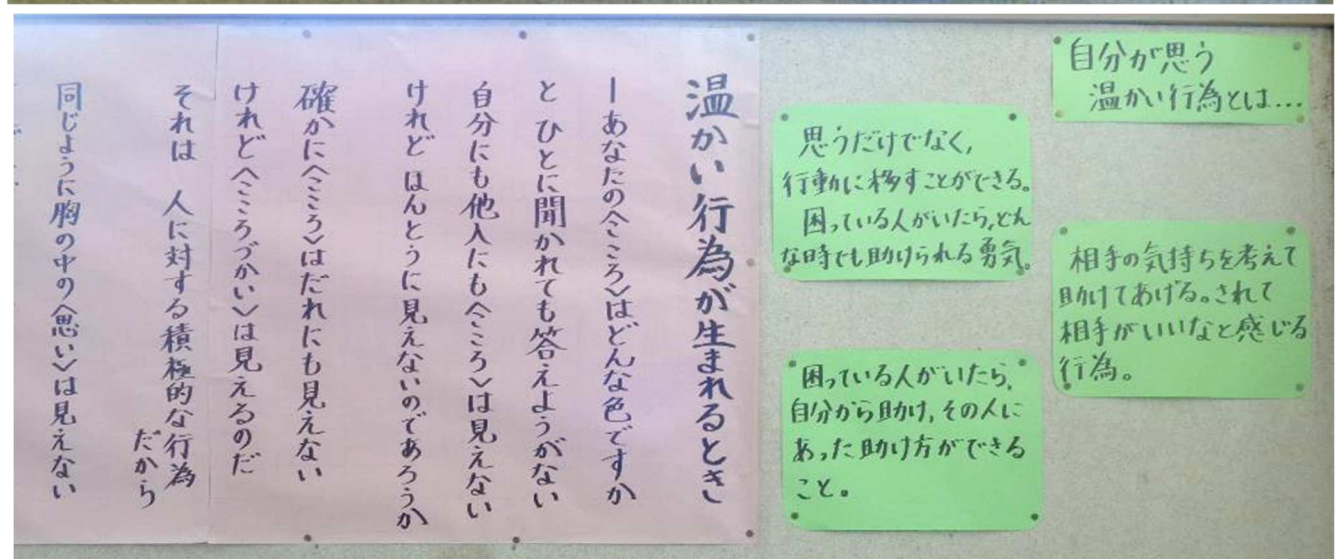 自分が思う
温かい行為とは…
相手の気持ちを考えて
助けてあげる。されて
相手がいいなと感じる
行為。
思うだけでなく,
行動に移すことができる。
困っている人がいたら,どん
な時でも助けられる勇気。
困っている人がいたら,
自分から助け,その人に
あった助け方ができる
こと。
温かい行為が生まれるとき
ーあなたの〈こころ〉はどんな色ですか
と ひとに聞かれても答えようがない
自分にも他人にも〈こころ〉は見えない
けれど ほんとうに見えないのであろうか
確かに〈こころ〉はだれにも見えない
けれど〈こころづかい〉は見えるのだ
それは 人に対する積極的な行為
だから
同じように胸の中の〈思い〉は見えない